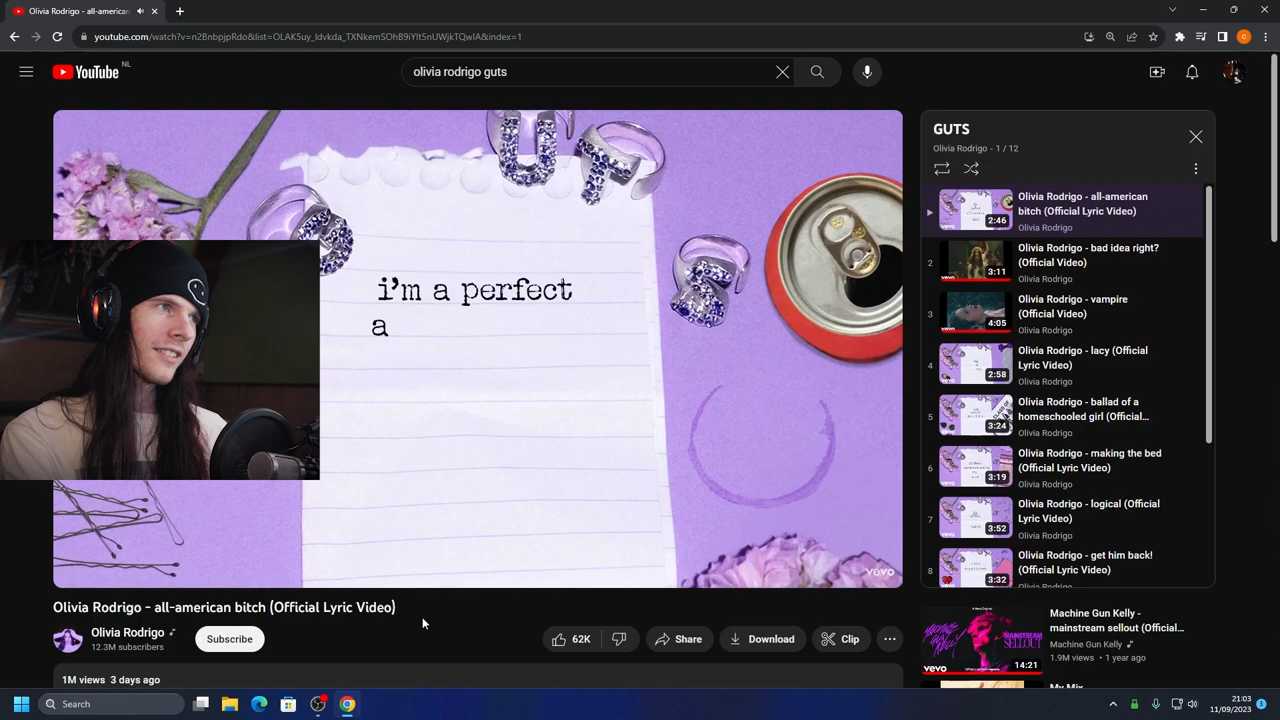 Olivia Rodrigo - all-american
youtube.com/watch?v=n2BnbpjpRdo&list=OLAK5uy_ldvkda_TXNkemSOhB9iYlt5nUWjkTQwIA&index=1
YouTube NL
olivia rodrigo guts
i'm a perfect
a
vevo
GUTS
Olivia Rodrigo - 1 / 12
Olivia Rodrigo - all-american
bitch (Official Lyric Video)
Olivia Rodrigo
2:46
2
Olivia Rodrigo - bad idea right?
(Official Video)
Olivia Rodrigo
3:11
3
Olivia Rodrigo - vampire
(Official Video)
Olivia Rodrigo
4:05
4
Olivia Rodrigo - lacy (Official
Lyric Video)
Olivia Rodrigo
2:58
5
Olivia Rodrigo - ballad of a
homeschooled girl (Official...
Olivia Rodrigo
3:24
6
Olivia Rodrigo - making the bed
(Official Lyric Video)
Olivia Rodrigo
3:19
7
Olivia Rodrigo - logical (Official
Lyric Video)
Olivia Rodrigo
3:52
8
Olivia Rodrigo - get him back!
(Official Lyric Video)
3:32
Olivia Rodrigo - all-american bitch (Official Lyric Video)
Olivia Rodrigo
12.3M subscribers
Subscribe
62K
Share
Download
Clip
1M views 3 days ago
Machine Gun Kelly -
mainstream sellout (Official...
Machine Gun Kelly
1.9M views • 1 year ago
MAINSTREAM
SELLOUT
vevo
14:21
My Mix
Search
21:03
11/09/2023
3